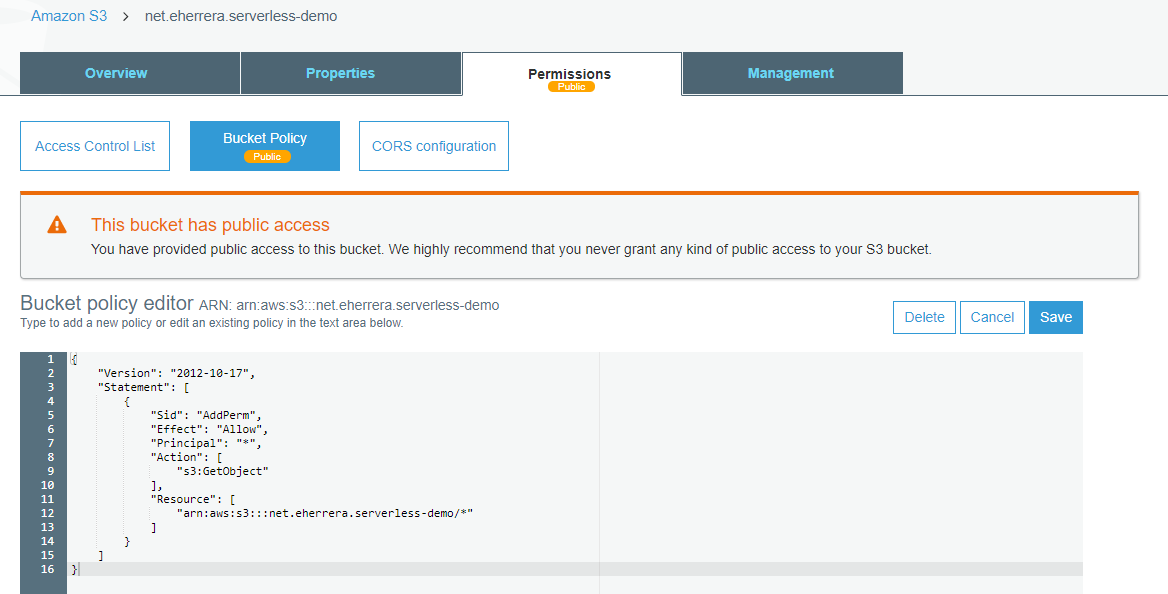 Amazon S3 > net.eherrera.serverless-demo
Overview Properties Permissions Management
Public
Access Control List Bucket Policy CORS configuration
Public
This bucket has public access
You have provided public access to this bucket. We highly recommend that you never grant any kind of public access to your S3 bucket.
Bucket policy editor ARN: arn:aws:s3:::net.eherrera.serverless-demo
Type to add a new policy or edit an existing policy in the text area below.
Delete Cancel Save
1 {
2 "Version": "2012-10-17",
3 "Statement": [
4 {
5 "Sid": "AddPerm",
6 "Effect": "Allow",
7 "Principal": "*",
8 "Action": [
9 "s3:GetObject"
10 ],
11 "Resource": [
12 "arn:aws:s3:::net.eherrera.serverless-demo/*"
13 ]
14 }
15 ]
16 }